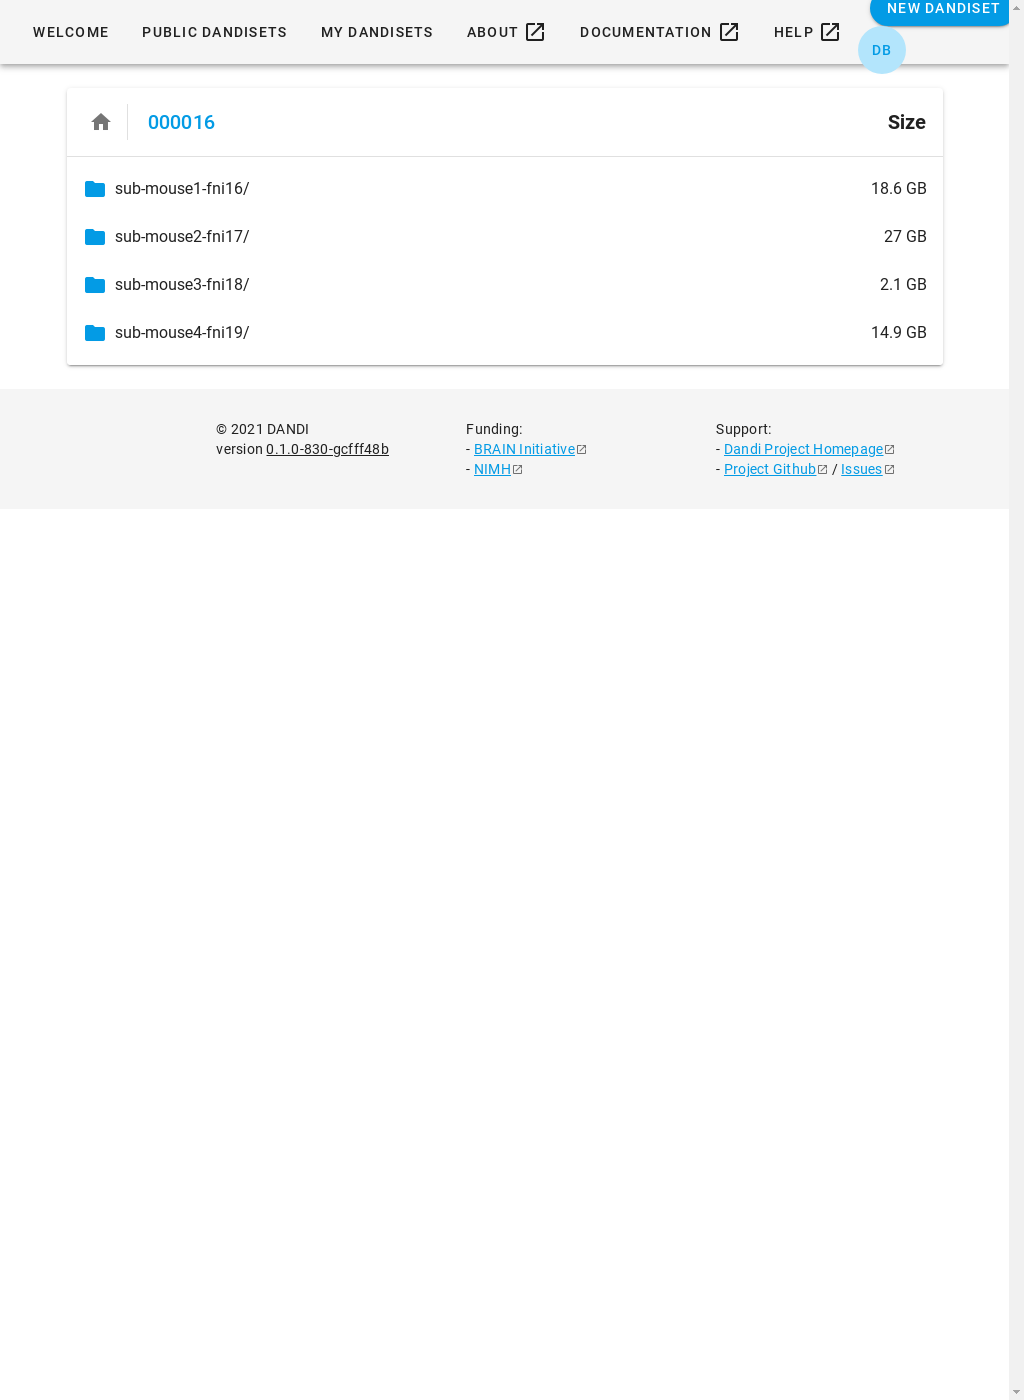 WELCOME PUBLIC DANDISETS MY DANDISETS ABOUT DOCUMENTATION HELP NEW DANDISET
DB
000016 Size
sub-mouse1-fni16/ 18.6 GB
sub-mouse2-fni17/ 27 GB
sub-mouse3-fni18/ 2.1 GB
sub-mouse4-fni19/ 14.9 GB
© 2021 DANDI
version 0.1.0-830-gcfff48b
Funding:
- BRAIN Initiative
- NIMH
Support:
- Dandi Project Homepage
- Project Github / Issues